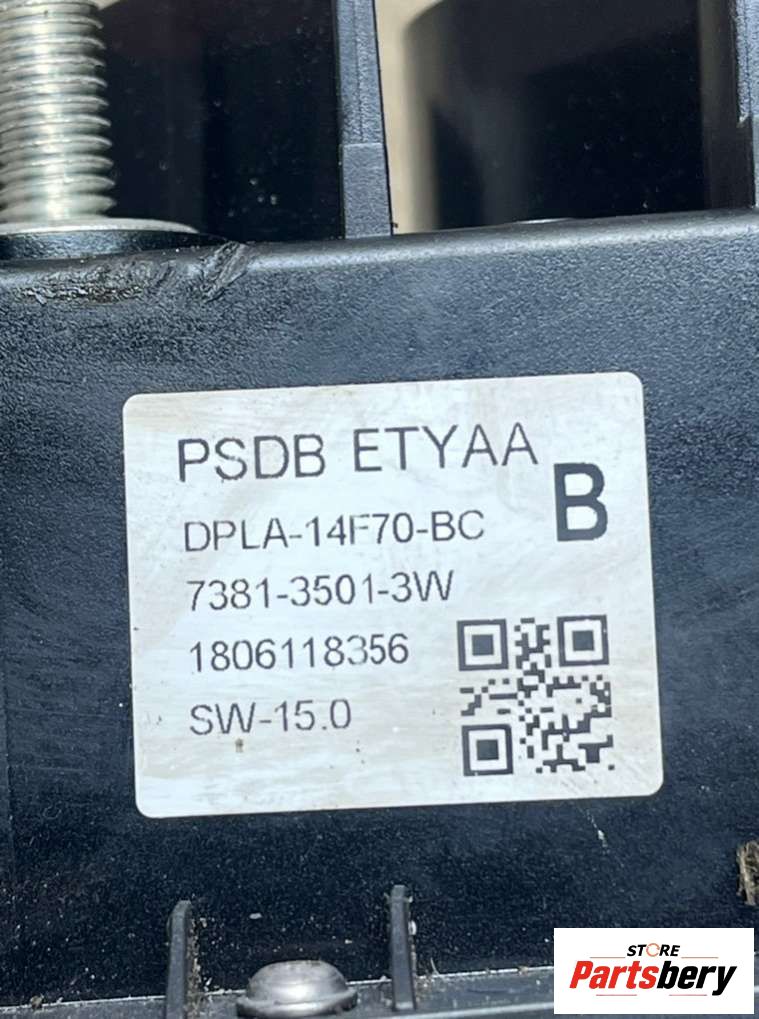 PSDB ETYAA
B
DPLA-14F70-BC
7381-3501-3W
1806118356
SW-15.0
STORE
Partsbery